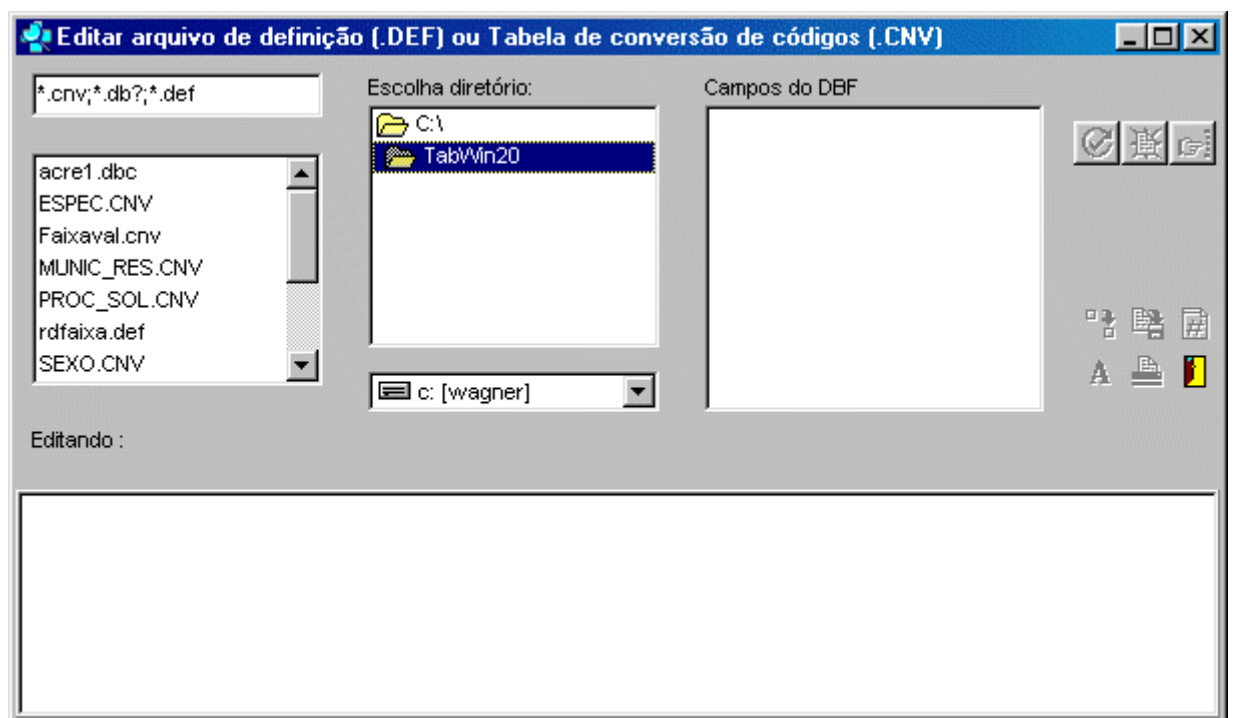 Editar arquivo de definição (.DEF) ou Tabela de conversão de códigos (.CNV)
*.cnv;*.db?;*.def
Escolha diretório:
Campos do DBF
C:\
TabWin20
acre1.dbc
ESPEC.CNV
Faixaval.cnv
MUNIC_RES.CNV
PROC_SOL.CNV
rdfaixa.def
SEXO.CNV
c: [wagner]
#
A
Editando :